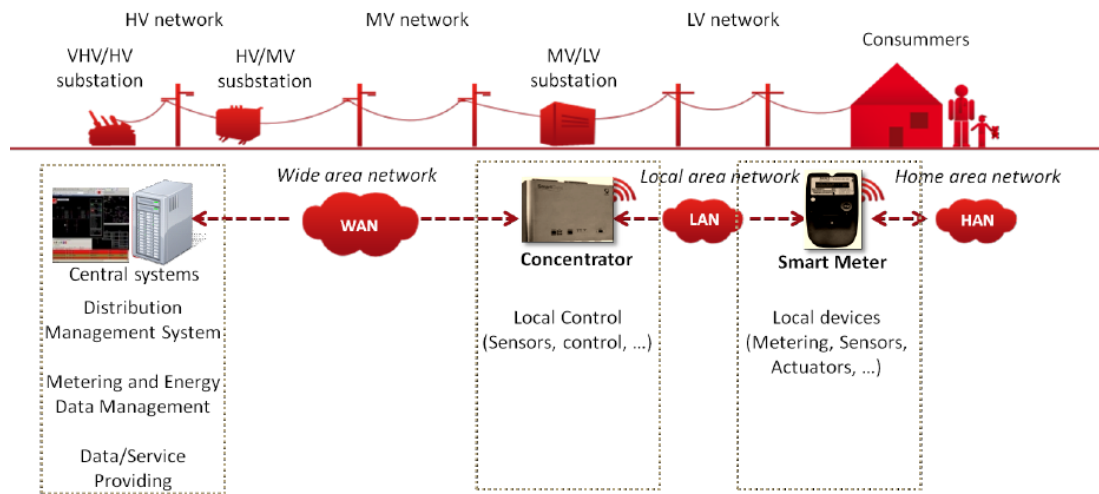 HV network
MV network
LV network
VHV/HV
substation
HV/MV
susbstation
MV/LV
substation
Consummers
Wide area network
Local area network
Home area network
WAN
LAN
HAN
Central systems
Concentrator
Smart Meter
Distribution
Management System
Metering and Energy
Data Management
Data/Service
Providing
Local Control
(Sensors, control, ...)
Local devices
(Metering, Sensors,
Actuators, ...)